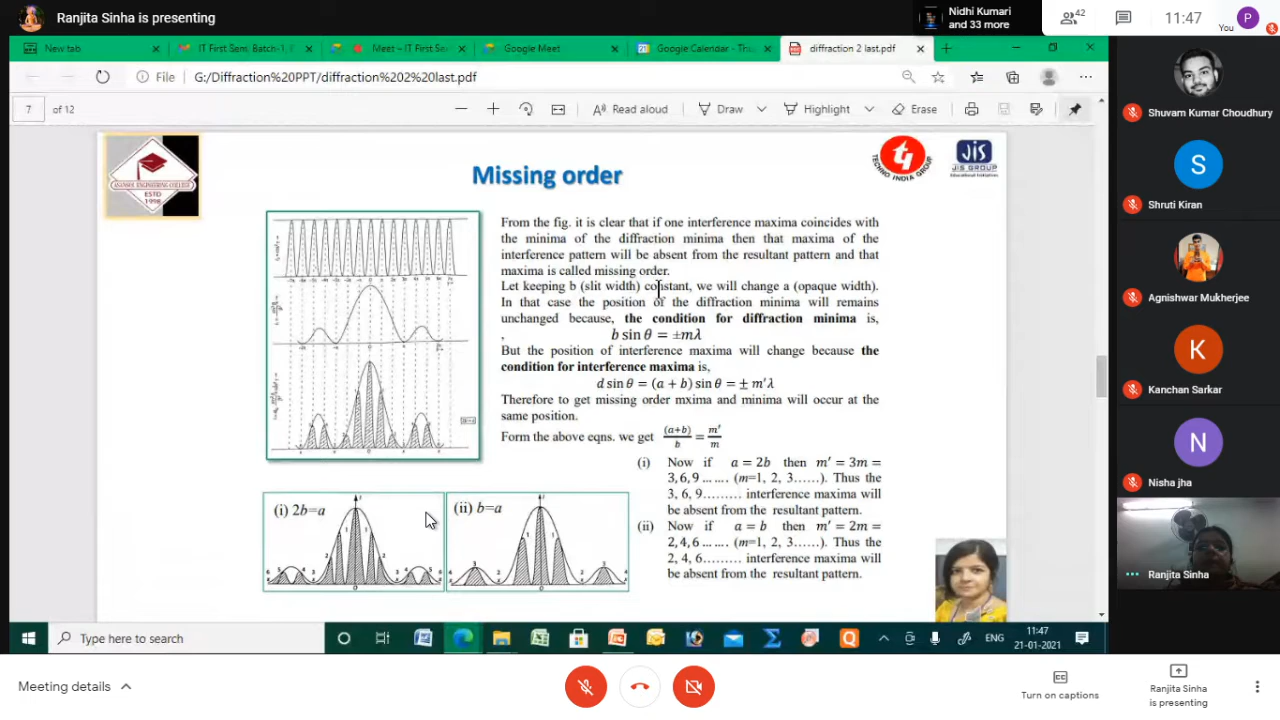 Ranjita Sinha is presenting
Nidhi Kumari
and 33 more
42
11:47
You
P
New tab
IT First Sem: Batch-1,
Meet – IT First Se
Google Meet
Google Calendar - Thu
diffraction 2 last.pdf
File
G:/Diffraction%20PPT/diffraction%202%20last.pdf
7
of 12
Read aloud
Draw
Highlight
Erase
Missing order
ASANSOL ENGINEERING COLLEGE
ESTD
1998
TECHNO INDIA GROUP
JIS
JIS GROUP
Educational Initiatives
From the fig. it is clear that if one interference maxima coincides with
the minima of the diffraction minima then that maxima of the
interference pattern will be absent from the resultant pattern and that
maxima is called missing order.
Let keeping b (slit width) constant, we will change a (opaque width).
In that case the position of the diffraction minima will remains
unchanged because, the condition for diffraction minima is,
, b sin θ = ±mλ
But the position of interference maxima will change because the
condition for interference maxima is,
d sin θ = (a + b) sin θ = ± m′λ
Therefore to get missing order mxima and minima will occur at the
same position.
Form the above eqns. we get (a+b)/b = m′/m
(i) Now if a = 2b then m′ = 3m =
3, 6, 9 ... ... (m=1, 2, 3......). Thus the
3, 6, 9......... interference maxima will
be absent from the resultant pattern.
(ii) Now if a = b then m′ = 2m =
2, 4, 6 ... ... (m=1, 2, 3......). Thus the
2, 4, 6......... interference maxima will
be absent from the resultant pattern.
(i) 2b=a
(ii) b=a
Shuvam Kumar Choudhury
S
Shruti Kiran
Agnishwar Mukherjee
K
Kanchan Sarkar
N
Nisha jha
Ranjita Sinha
Type here to search
ENG
11:47
21-01-2021
Meeting details
Turn on captions
Ranjita Sinha
is presenting